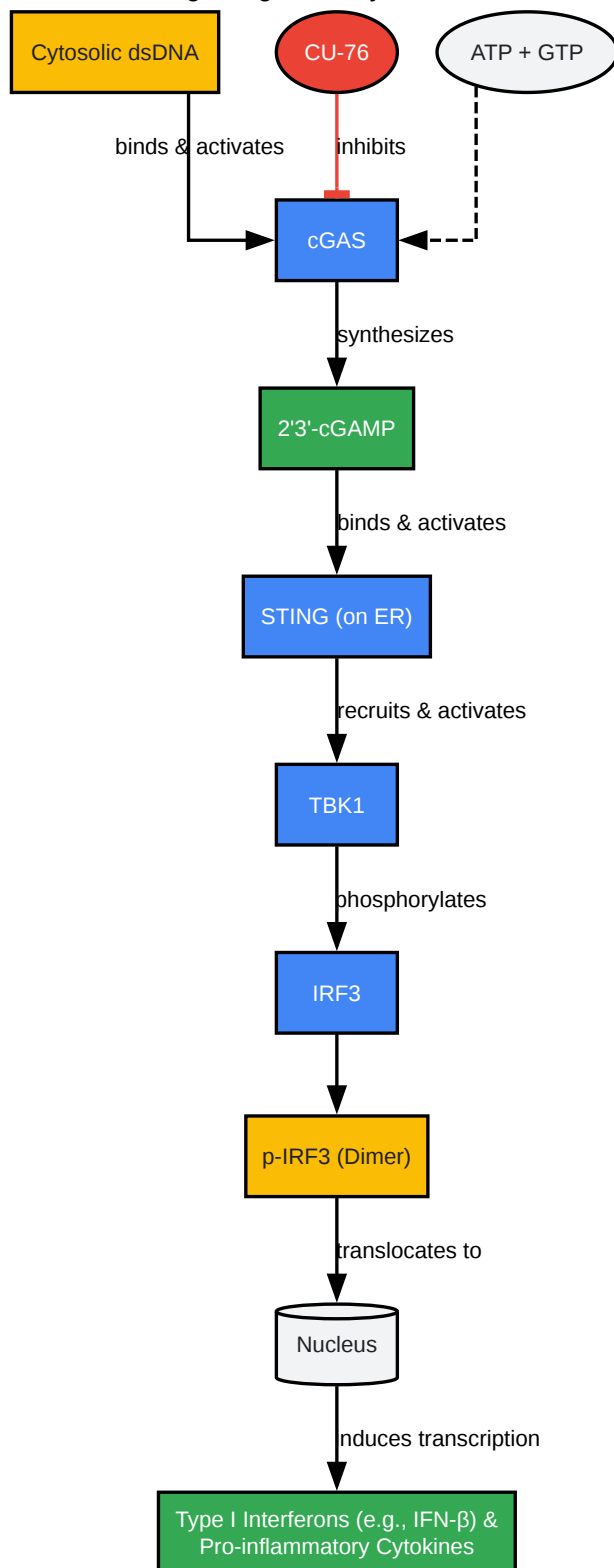 Cytosolic dsDNA
CU-76
ATP + GTP
binds & activates
inhibits
cGAS
synthesizes
2'3'-cGAMP
binds & activates
STING (on ER)
recruits & activates
TBK1
phosphorylates
IRF3
p-IRF3 (Dimer)
translocates to
Nucleus
induces transcription
Type I Interferons (e.g., IFN-β) &
Pro-inflammatory Cytokines